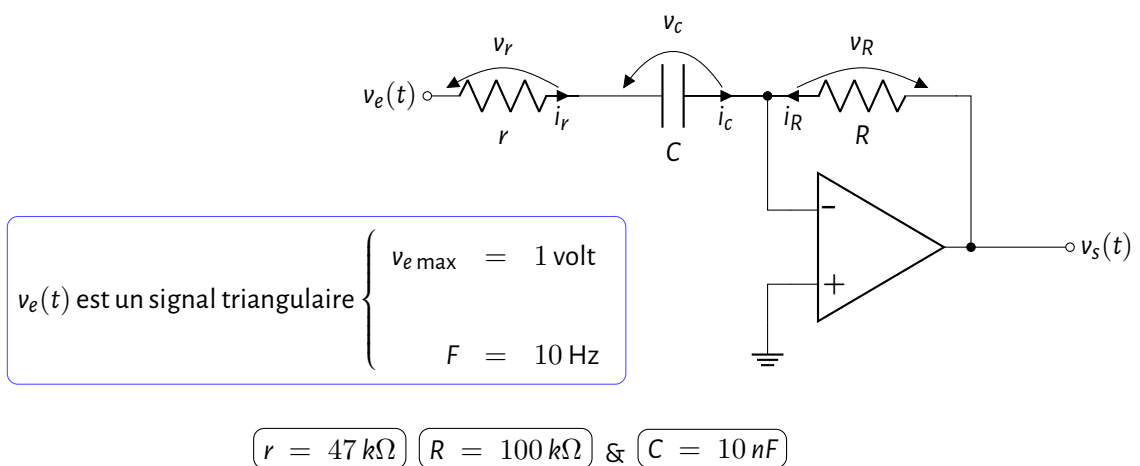 v_c
v_r
v_R
v_e(t)
i_r
i_c
i_R
r
C
R
-
+
v_s(t)
v_e(t) est un signal triangulaire { v_e max = 1 volt
F = 10 Hz
r = 47 kΩ R = 100 kΩ & C = 10 nF